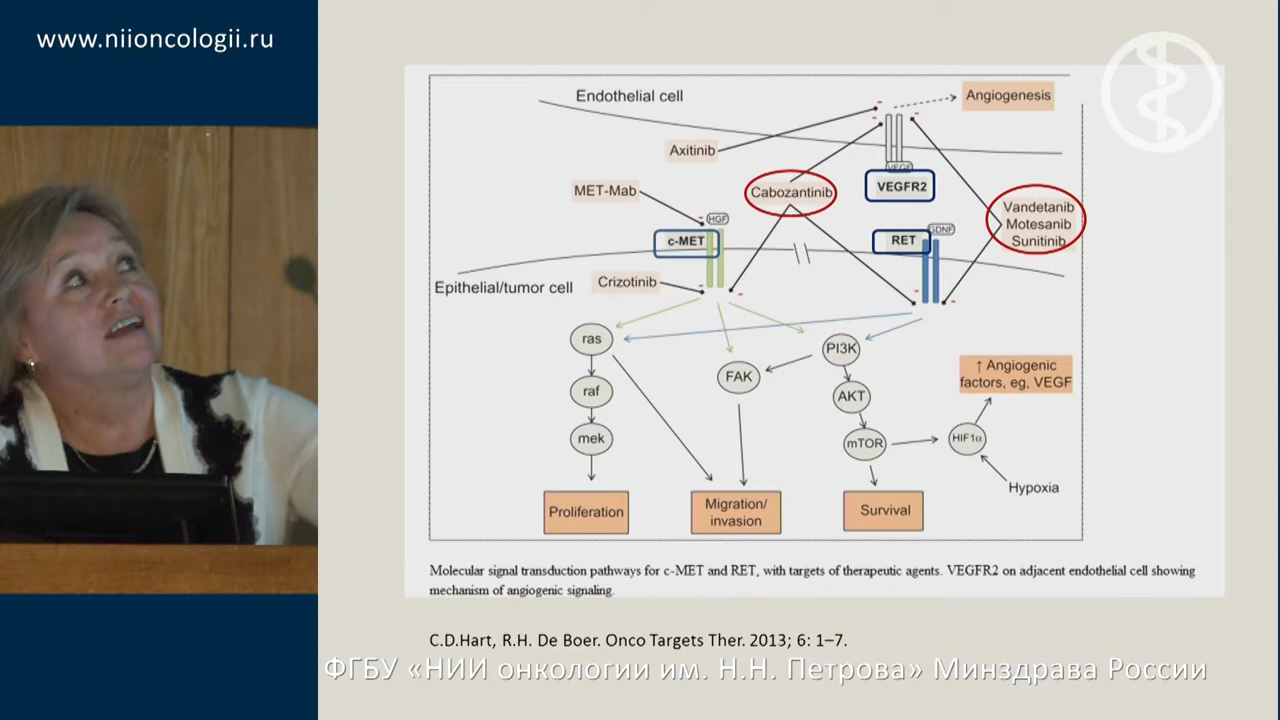 www.niioncologii.ru
Endothelial cell
Angiogenesis
Axitinib
VEGF
VEGFR2
MET-Mab
Cabozantinib
HGF
c-MET
RET
GDNF
Vandetanib
Motesanib
Sunitinib
Epithelial/tumor cell
Crizotinib
ras
PI3K
FAK
↑ Angiogenic
factors, eg, VEGF
raf
AKT
mek
mTOR
HIF1α
Hypoxia
Proliferation
Migration/
invasion
Survival
Molecular signal transduction pathways for c-MET and RET, with targets of therapeutic agents. VEGFR2 on adjacent endothelial cell showing
mechanism of angiogenic signaling.
C.D.Hart, R.H. De Boer. Onco Targets Ther. 2013; 6: 1–7.
ФГБУ «НИИ онкологии им. Н.Н. Петрова» Минздрава России